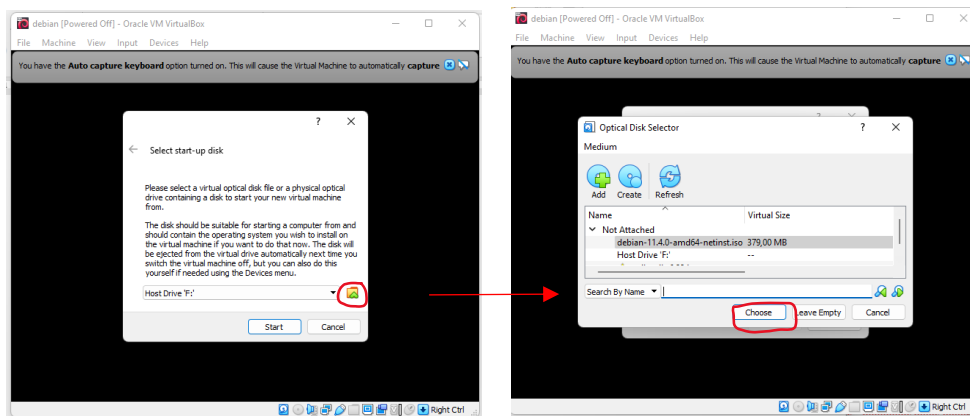 debian [Powered Off] - Oracle VM VirtualBox
File Machine View Input Devices Help
You have the Auto capture keyboard option turned on. This will cause the Virtual Machine to automatically capture
?
Select start-up disk
Please select a virtual optical disk file or a physical optical
drive containing a disk to start your new virtual machine
from.
The disk should be suitable for starting a computer from and
should contain the operating system you wish to install on
the virtual machine if you want to do that now. The disk will
be ejected from the virtual drive automatically next time you
switch the virtual machine off, but you can also do this
yourself if needed using the Devices menu.
Host Drive 'F:'
Start Cancel
Right Ctrl
debian [Powered Off] - Oracle VM VirtualBox
File Machine View Input Devices Help
You have the Auto capture keyboard option turned on. This will cause the Virtual Machine to automatically capture
Optical Disk Selector ?
Medium
Add Create Refresh
Name Virtual Size
Not Attached
debian-11.4.0-amd64-netinst.iso 379,00 MB
Host Drive 'F:' --
Search By Name
Choose Leave Empty Cancel
Right Ctrl